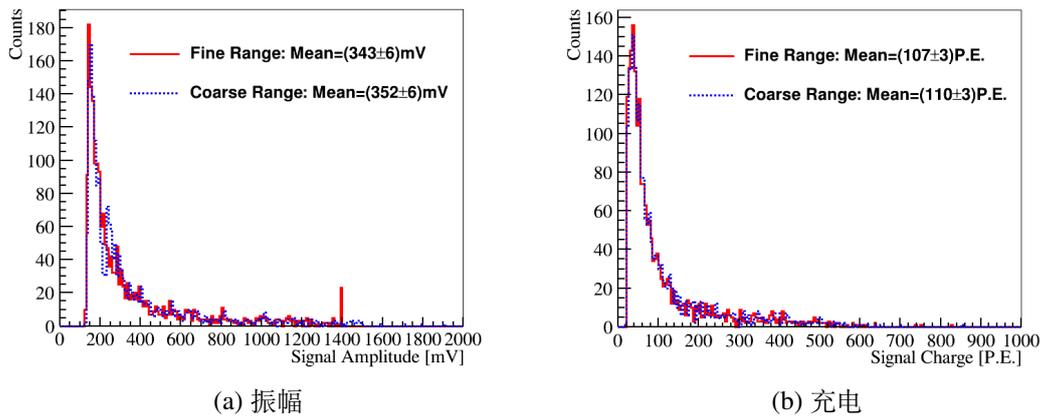 Counts
180
160
140
120
100
80
60
40
20
0
Fine Range: Mean=(343±6)mV
Coarse Range: Mean=(352±6)mV
0 200 400 600 800 1000 1200 1400 1600 1800 2000
Signal Amplitude [mV]
(a) 振幅
Counts
160
140
120
100
80
60
40
20
0
Fine Range: Mean=(107±3)P.E.
Coarse Range: Mean=(110±3)P.E.
0 100 200 300 400 500 600 700 800 900 1000
Signal Charge [P.E.]
(b) 充电